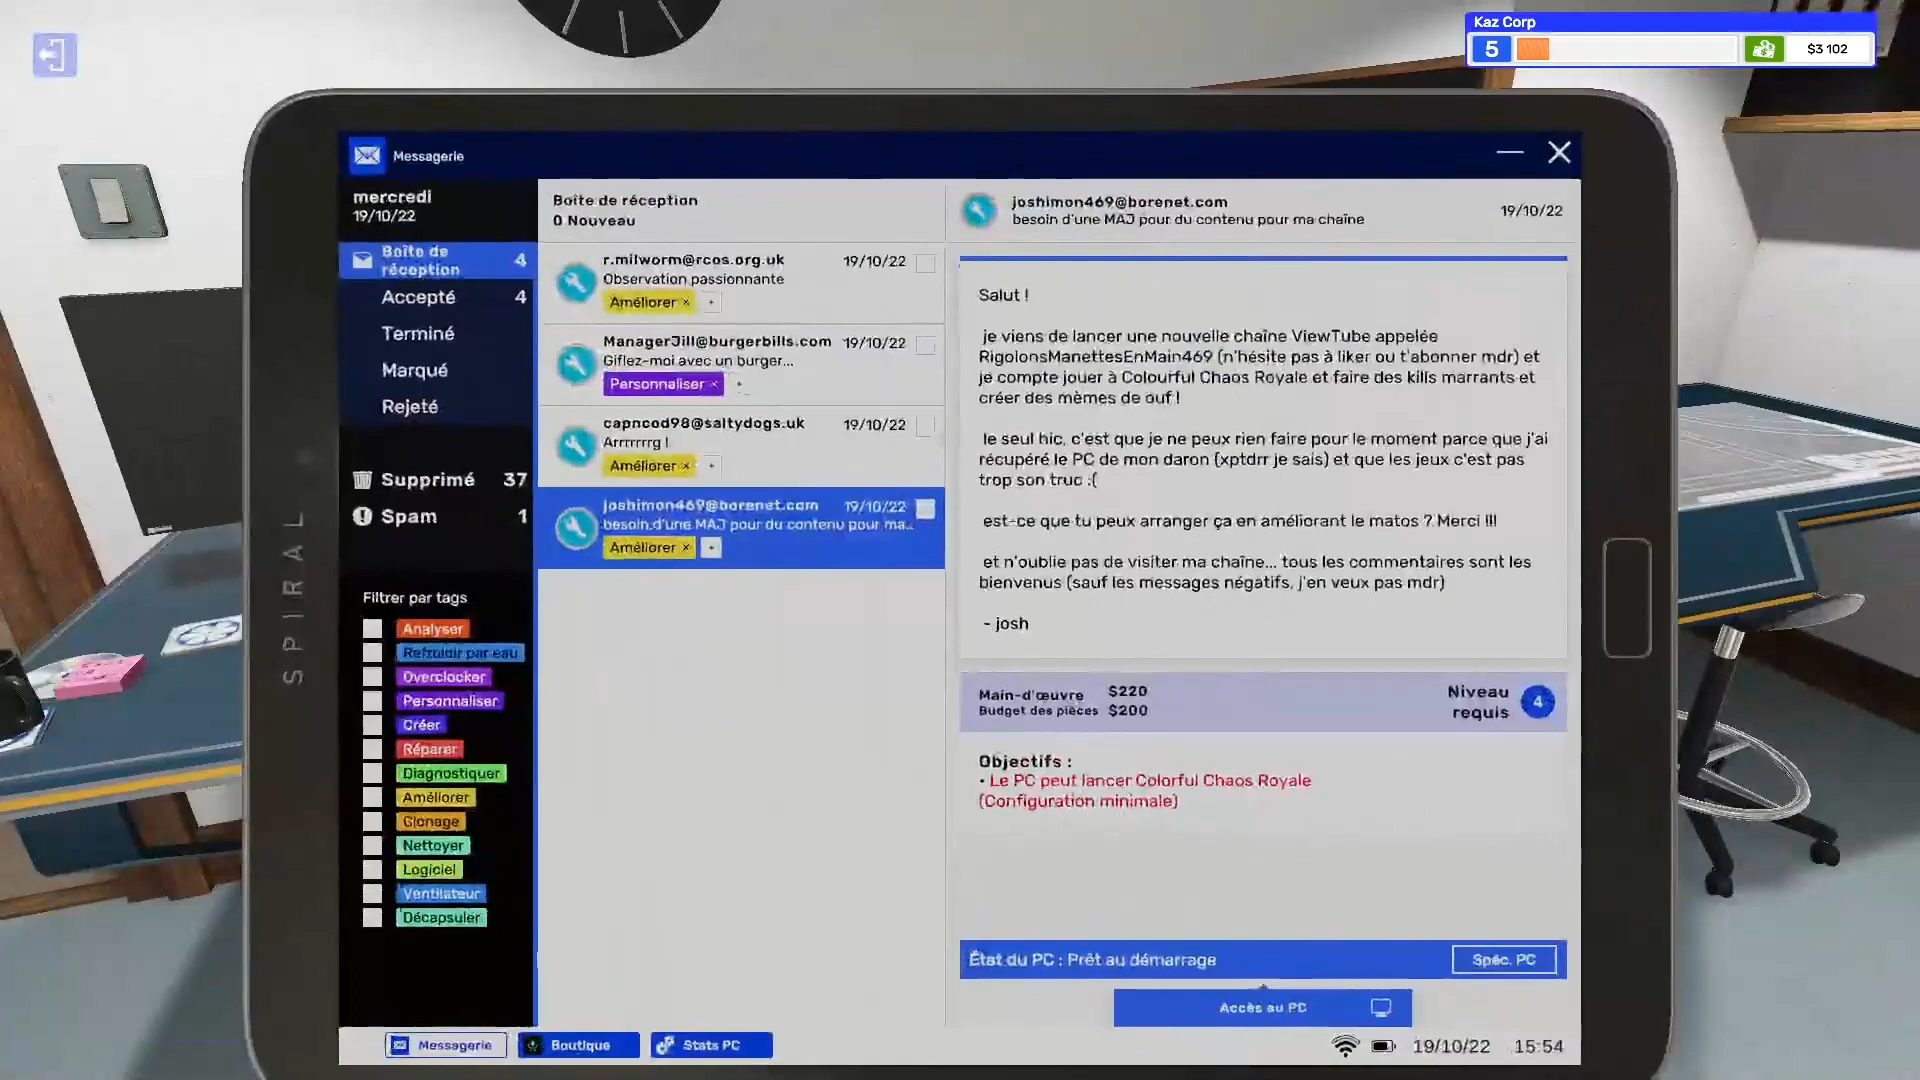 Kaz Corp
5
$3 102
Messagerie
mercredi
19/10/22
Boîte de
réception
4
Accepté 4
Terminé
Marqué
Rejeté
Supprimé 37
Spam 1
Filtrer par tags
Analyser
Refroidir par eau
Overclocker
Personnaliser
Créer
Réparer
Diagnostiquer
Améliorer
Clonage
Nettoyer
Logiciel
Ventilateur
Décapsuler
Boîte de réception
0 Nouveau
r.milworm@rcos.org.uk 19/10/22
Observation passionnante
Améliorer × +
ManagerJill@burgerbills.com 19/10/22
Giflez-moi avec un burger...
Personnaliser × +
capncod98@saltydogs.uk 19/10/22
Arrrrrrrg !
Améliorer × +
joshimon469@borenet.com 19/10/22
besoin d'une MAJ pour du contenu pour ma...
Améliorer × +
joshimon469@borenet.com
besoin d'une MAJ pour du contenu pour ma chaîne
19/10/22
Salut !
je viens de lancer une nouvelle chaîne ViewTube appelée
RigolonsManettesEnMain469 (n'hésite pas à liker ou t'abonner mdr) et
je compte jouer à Colourful Chaos Royale et faire des kills marrants et
créer des mèmes de ouf !
le seul hic, c'est que je ne peux rien faire pour le moment parce que j'ai
récupéré le PC de mon daron (xptdrr je sais) et que les jeux c'est pas
trop son truc :(
est-ce que tu peux arranger ça en améliorant le matos ? Merci !!!
et n'oublie pas de visiter ma chaîne... tous les commentaires sont les
bienvenus (sauf les messages négatifs, j'en veux pas mdr)
- josh
Main-d'œuvre $220
Budget des pièces $200
Niveau
requis
4
Objectifs :
• Le PC peut lancer Colorful Chaos Royale
(Configuration minimale)
État du PC : Prêt au démarrage
Spéc. PC
Accès au PC
Messagerie
Boutique
Stats PC
19/10/22 15:54
SPIRAL